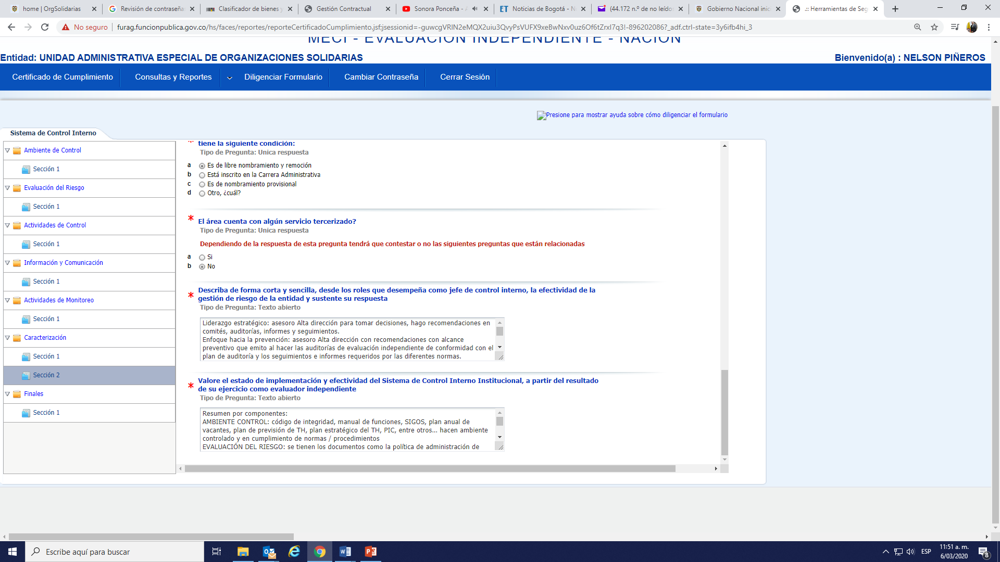 home | OrgSolidarias
Revisión de contraseña
Clasificador de bienes y
Gestión Contractual
Sonora Ponceña - A
Noticias de Bogotá - N
(44.172 n.º de no leído
Gobierno Nacional inic
.:: Herramientas de Seg
No seguro
furag.funcionpublica.gov.co/hs/faces/reportes/reporteCertificadoCumplimiento.jsf;jsessionid=-guwcgVRIN2eMQX2uiu3QvyPsVUFX9xeBwNxv0uz6Of6tZrxI7q3!-896202086?_adf.ctrl-state=3y6ifb4hi_3
MECI - EVALUACIÓN INDEPENDIENTE - NACIÓN
Entidad: UNIDAD ADMINISTRATIVA ESPECIAL DE ORGANIZACIONES SOLIDARIAS
Bienvenido(a) : NELSON PIÑEROS
Certificado de Cumplimiento
Consultas y Reportes
Diligenciar Formulario
Cambiar Contraseña
Cerrar Sesión
Presione para mostrar ayuda sobre cómo diligenciar el formulario
Sistema de Control Interno
Ambiente de Control
Sección 1
Evaluación del Riesgo
Sección 1
Actividades de Control
Sección 1
Información y Comunicación
Sección 1
Actividades de Monitoreo
Sección 1
Caracterización
Sección 1
Sección 2
Finales
Sección 1
* tiene la siguiente condición:
Tipo de Pregunta: Unica respuesta
a Es de libre nombramiento y remoción
b Está inscrito en la Carrera Administrativa
c Es de nombramiento provisional
d Otro, ¿cuál?
* El área cuenta con algún servicio tercerizado?
Tipo de Pregunta: Unica respuesta
Dependiendo de la respuesta de esta pregunta tendrá que contestar o no las siguientes preguntas que están relacionadas
a Si
b No
* Describa de forma corta y sencilla, desde los roles que desempeña como jefe de control interno, la efectividad de la
gestión de riesgo de la entidad y sustente su respuesta
Tipo de Pregunta: Texto abierto
Liderazgo estratégico: asesoro Alta dirección para tomar decisiones, hago recomendaciones en
comités, auditorías, informes y seguimientos.
Enfoque hacia la prevención: asesoro Alta dirección con recomendaciones con alcance
preventivo que emito al hacer las auditorías de evaluación independiente de conformidad con el
plan de auditoría y los seguimientos e informes requeridos por las diferentes normas.
* Valore el estado de implementación y efectividad del Sistema de Control Interno Institucional, a partir del resultado
de su ejercicio como evaluador independiente
Tipo de Pregunta: Texto abierto
Resumen por componentes:
AMBIENTE CONTROL: código de integridad, manual de funciones, SIGOS, plan anual de
vacantes, plan de previsión de TH, plan estratégico del TH, PIC, entre otros... hacen ambiente
controlado y en cumplimiento de normas / procedimientos
EVALUACIÓN DEL RIESGO: se tienen los documentos como la política de administración de
Escribe aquí para buscar
ESP
11:51 a. m.
6/03/2020
8